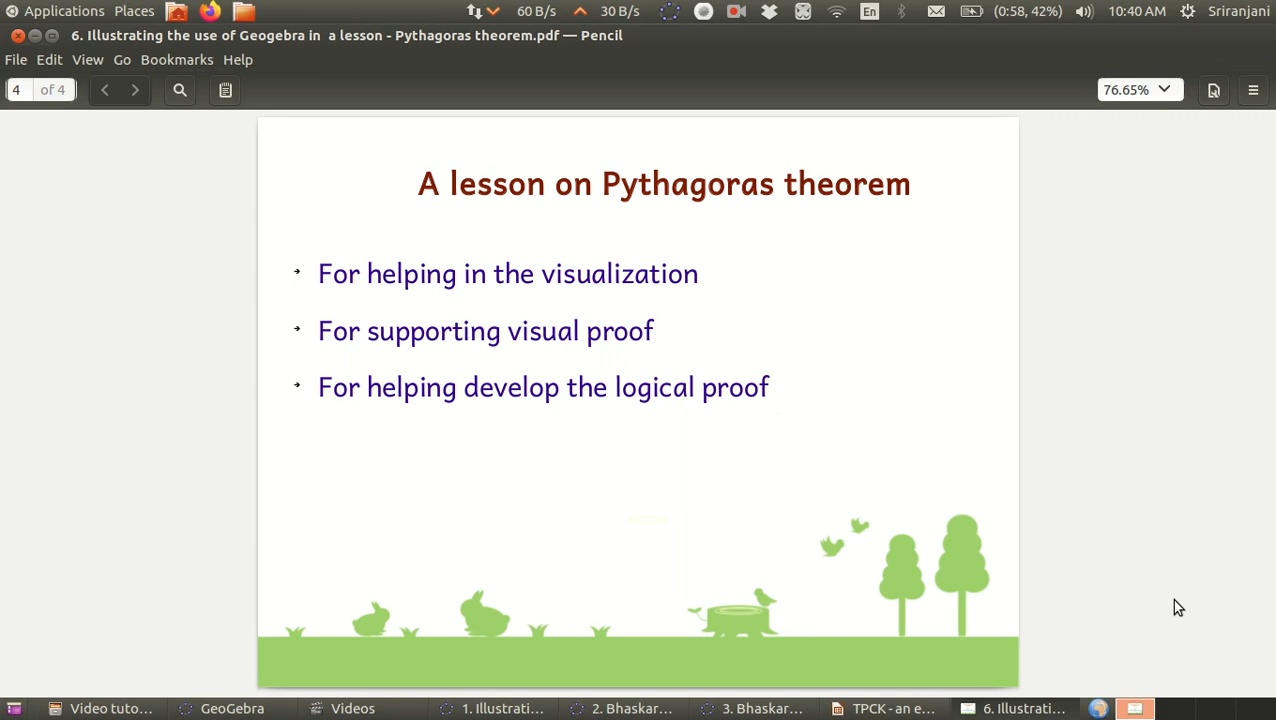 Applications Places 60 B/s 30 B/s En (0:58, 42%) 10:40 AM Sriranjani
6. Illustrating the use of Geogebra in a lesson - Pythagoras theorem.pdf — Pencil
File Edit View Go Bookmarks Help
4 of 4 76.65%
A lesson on Pythagoras theorem
For helping in the visualization
For supporting visual proof
For helping develop the logical proof
Video tuto... GeoGebra Videos 1. Illustrati... 2. Bhaskar... 3. Bhaskar... TPCK - an e... 6. Illustrati...